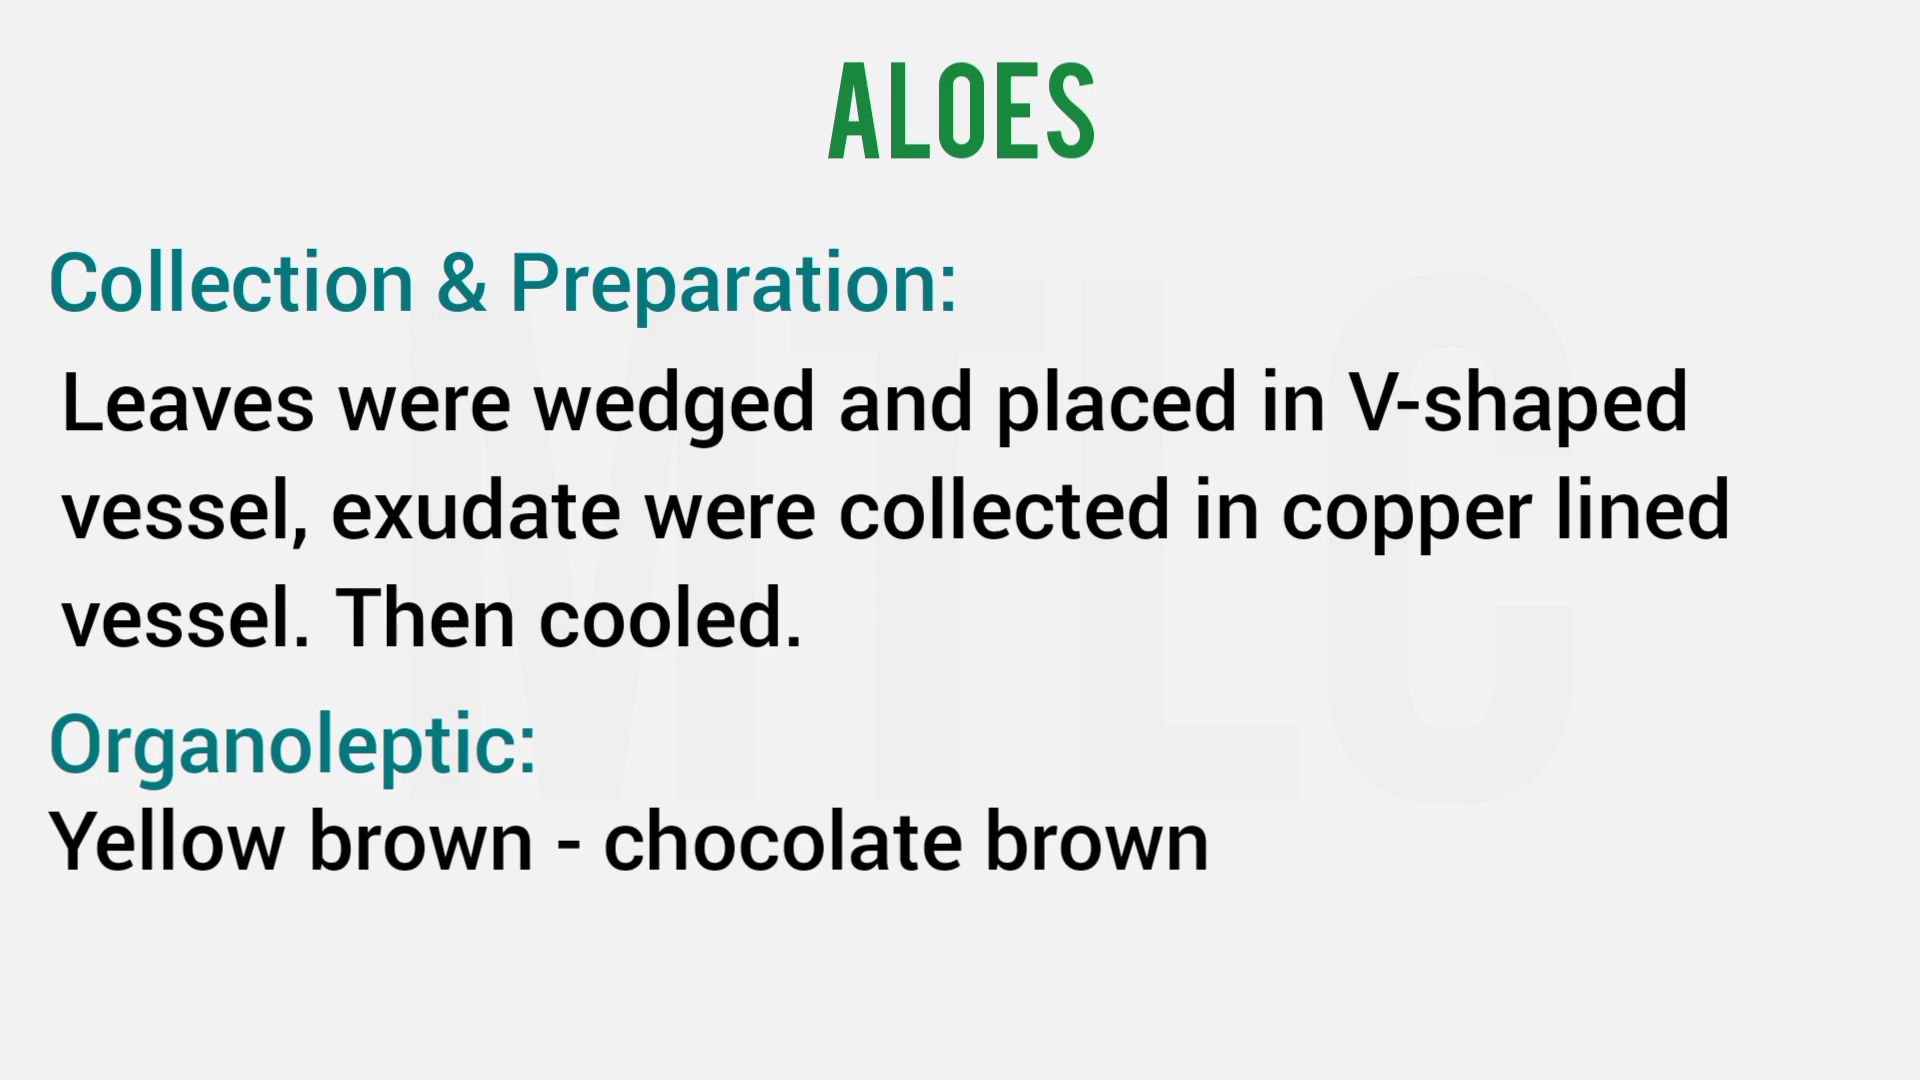 ALOES
Collection & Preparation:
Leaves were wedged and placed in V-shaped
vessel, exudate were collected in copper lined
vessel. Then cooled.
Organoleptic:
Yellow brown - chocolate brown
MTLC